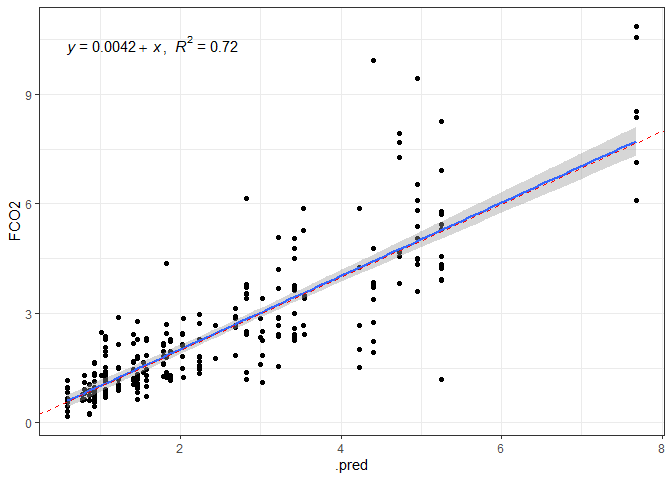 y = 0.0042 + x , R² = 0.72
9
6
3
0
FCO2
2
4
6
8
.pred